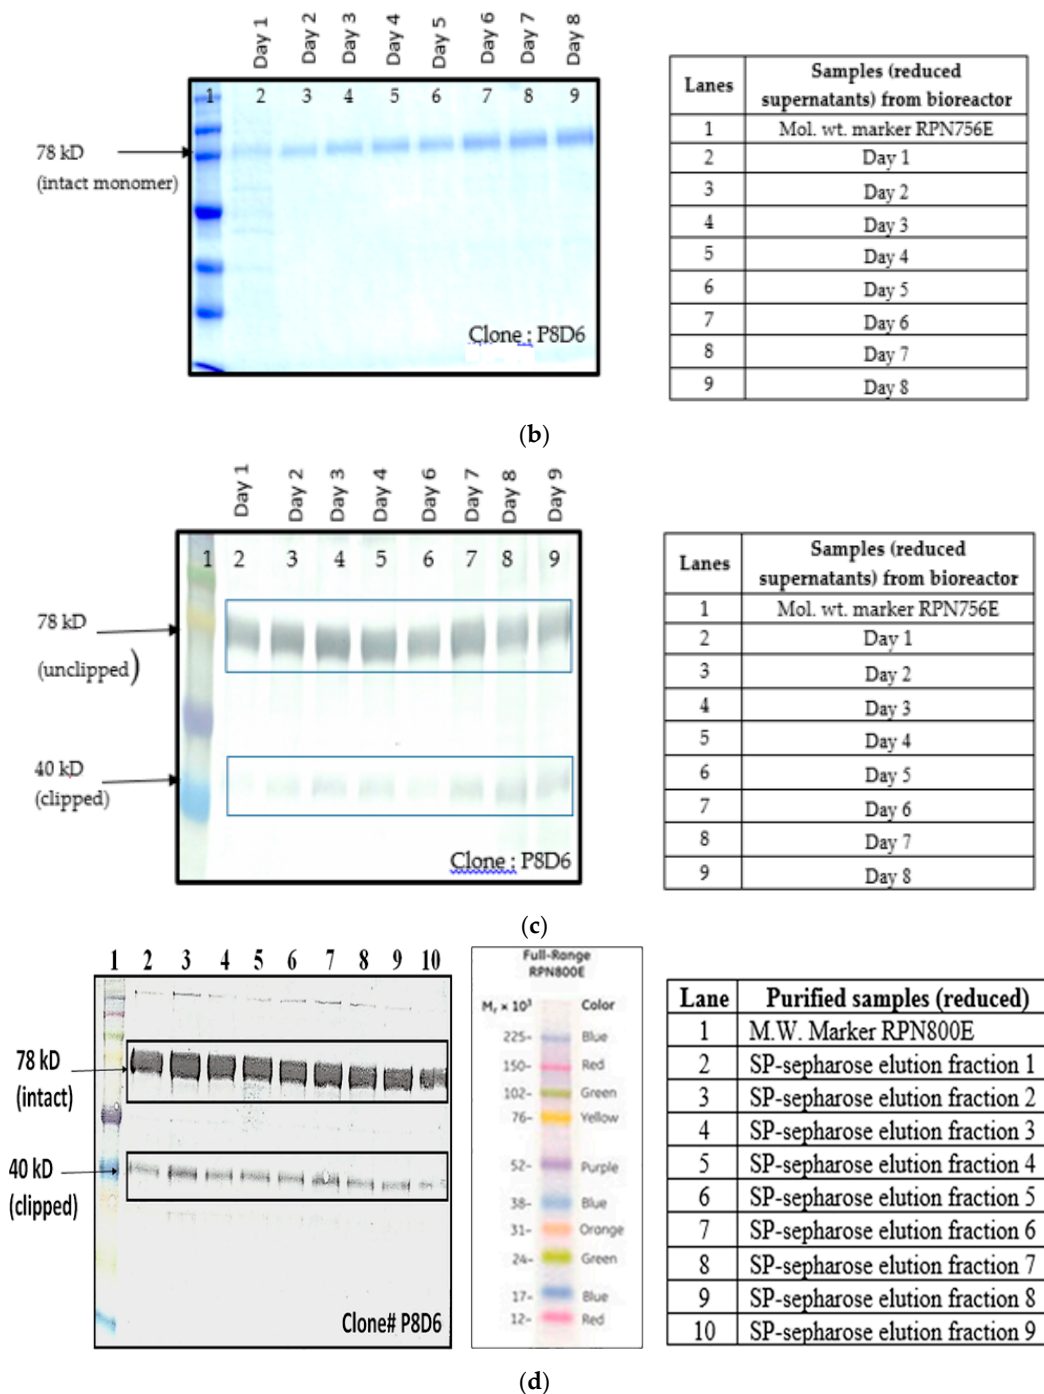 Day 1
Day 2
Day 3
Day 4
Day 5
Day 6
Day 7
Day 8
1 2 3 4 5 6 7 8 9
78 kD
(intact monomer)
Clone : P8D6
Lanes Samples (reduced supernatants) from bioreactor
1 Mol. wt. marker RPN756E
2 Day 1
3 Day 2
4 Day 3
5 Day 4
6 Day 5
7 Day 6
8 Day 7
9 Day 8
(b)
Day 1
Day 2
Day 3
Day 4
Day 6
Day 7
Day 8
Day 9
1 2 3 4 5 6 7 8 9
78 kD
(unclipped)
40 kD
(clipped)
Clone : P8D6
Lanes Samples (reduced supernatants) from bioreactor
1 Mol. wt. marker RPN756E
2 Day 1
3 Day 2
4 Day 3
5 Day 4
6 Day 5
7 Day 6
8 Day 7
9 Day 8
(c)
1 2 3 4 5 6 7 8 9 10
78 kD
(intact)
40 kD
(clipped)
Clone# P8D6
Full-Range
RPN800E
Mr × 10³ Color
225- Blue
150- Red
102- Green
76- Yellow
52- Purple
38- Blue
31- Orange
24- Green
17- Blue
12- Red
Lane Purified samples (reduced)
1 M.W. Marker RPN800E
2 SP-sepharose elution fraction 1
3 SP-sepharose elution fraction 2
4 SP-sepharose elution fraction 3
5 SP-sepharose elution fraction 4
6 SP-sepharose elution fraction 5
7 SP-sepharose elution fraction 6
8 SP-sepharose elution fraction 7
9 SP-sepharose elution fraction 8
10 SP-sepharose elution fraction 9
(d)